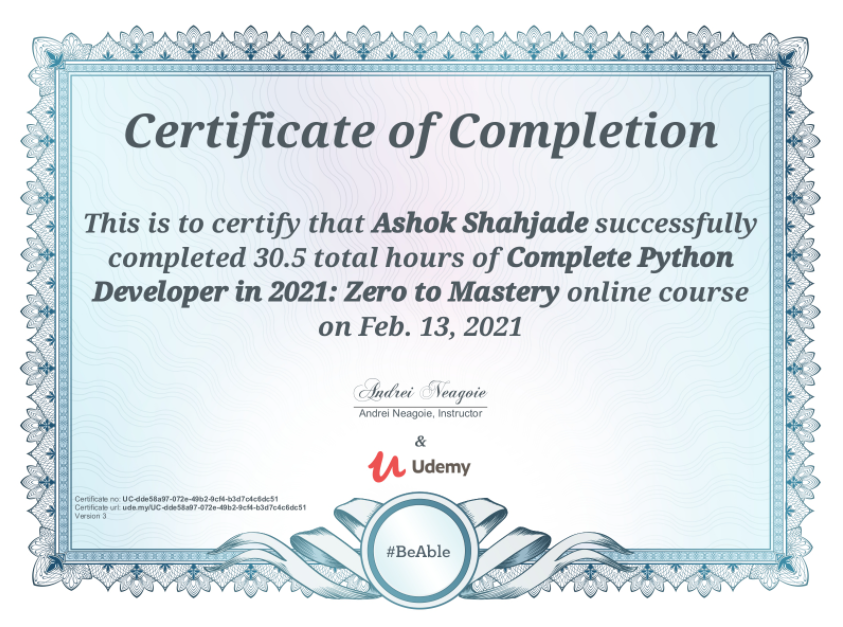 Certificate of Completion
This is to certify that Ashok Shahjade successfully
completed 30.5 total hours of Complete Python
Developer in 2021: Zero to Mastery online course
on Feb. 13, 2021
Andrei Neagoie
Andrei Neagoie, Instructor
&
Udemy
Certificate no: UC-dde58a97-072e-49b2-9cf4-b3d7c4c6dc51
Certificate url: ude.my/UC-dde58a97-072e-49b2-9cf4-b3d7c4c6dc51
Version 3
#BeAble